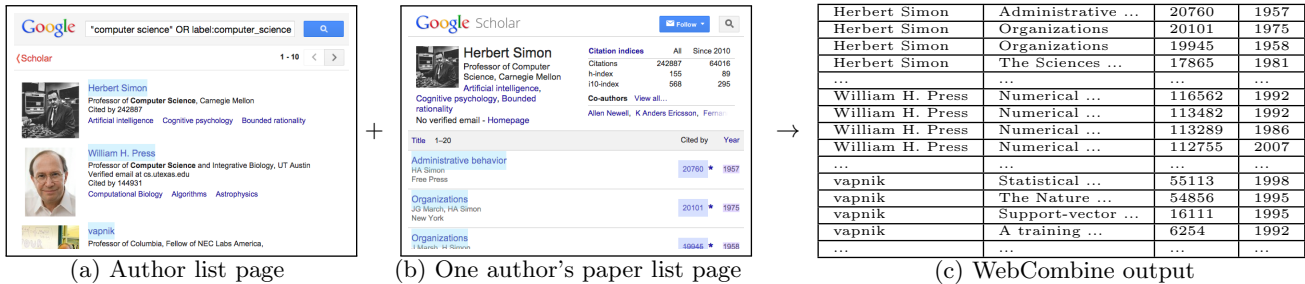 Google "computer science" OR label:computer_science
Scholar 1 - 10
Herbert Simon
Professor of Computer Science, Carnegie Mellon
Cited by 242887
Artificial intelligence Cognitive psychology Bounded rationality
William H. Press
Professor of Computer Science and Integrative Biology, UT Austin
Verified email at cs.utexas.edu
Cited by 144931
Computational Biology Algorithms Astrophysics
vapnik
Professor of Columbia, Fellow of NEC Labs America,
(a) Author list page
+
Google Scholar Follow
Herbert Simon
Professor of Computer
Science, Carnegie Mellon
Artificial intelligence,
Cognitive psychology, Bounded
rationality
No verified email - Homepage
Citation indices All Since 2010
Citations 242887 64016
h-index 155 89
i10-index 568 295
Co-authors View all...
Allen Newell, K Anders Ericsson,
Title 1–20 Cited by Year
Administrative behavior 20760 * 1957
HA Simon
Free Press
Organizations 20101 * 1975
JG March, HA Simon
New York
Organizations 19945 * 1958
J Marsh, H Simon
(b) One author's paper list page
→
Herbert Simon Administrative ... 20760 1957
Herbert Simon Organizations 20101 1975
Herbert Simon Organizations 19945 1958
Herbert Simon The Sciences ... 17865 1981
... ... ... ...
William H. Press Numerical ... 116562 1992
William H. Press Numerical ... 113482 1992
William H. Press Numerical ... 113289 1986
William H. Press Numerical ... 112755 2007
... ... ... ...
vapnik Statistical ... 55113 1998
vapnik The Nature ... 54856 1995
vapnik Support-vector ... 16111 1995
vapnik A training ... 6254 1992
... ... ... ...
(c) WebCombine output